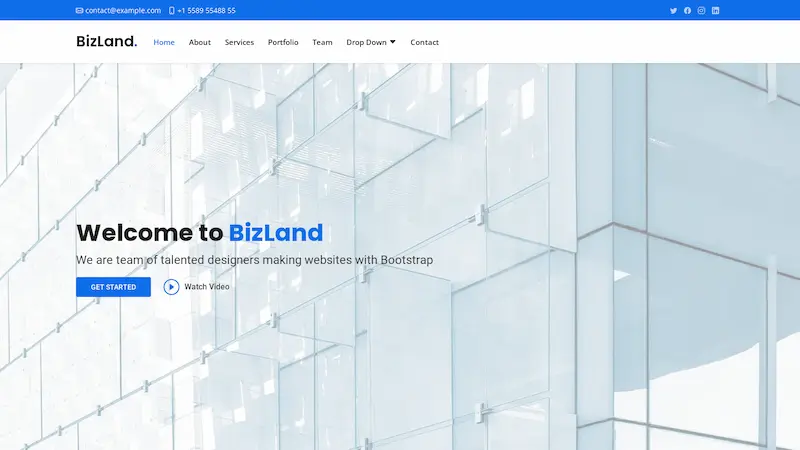 contact@example.com +1 5589 55488 55
BizLand. Home About Services Portfolio Team Drop Down Contact
Welcome to BizLand
We are team of talented designers making websites with Bootstrap
GET STARTED Watch Video